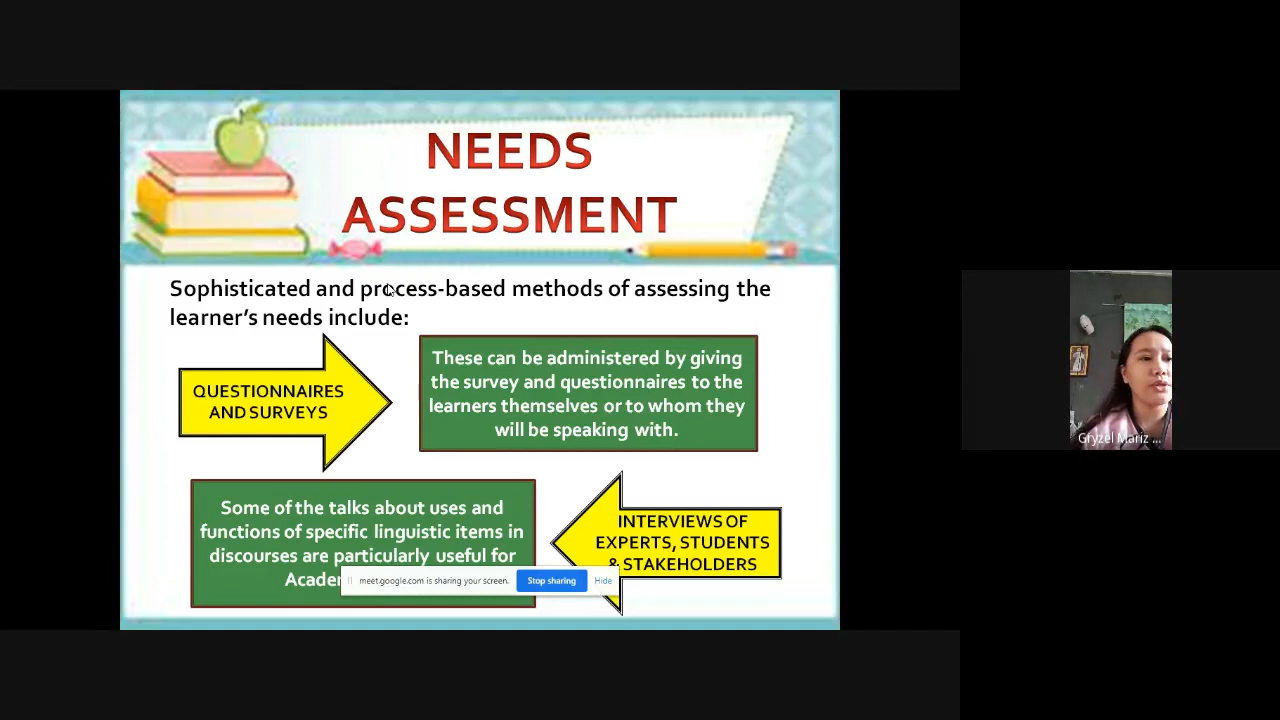 NEEDS
ASSESSMENT
Sophisticated and process-based methods of assessing the
learner's needs include:
QUESTIONNAIRES
AND SURVEYS
These can be administered by giving
the survey and questionnaires to the
learners themselves or to whom they
will be speaking with.
Some of the talks about uses and
functions of specific linguistic items in
discourses are particularly useful for
INTERVIEWS OF
EXPERTS, STUDENTS
& STAKEHOLDERS
meet.google.com is sharing your screen.
Stop sharing
Hide
Gryzel Mariz ...